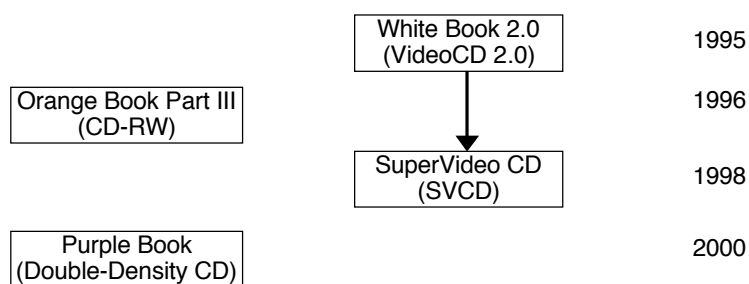 White Book 2.0
(VideoCD 2.0)
1995
Orange Book Part III
(CD-RW)
1996
SuperVideo CD
(SVCD)
1998
Purple Book
(Double-Density CD)
2000